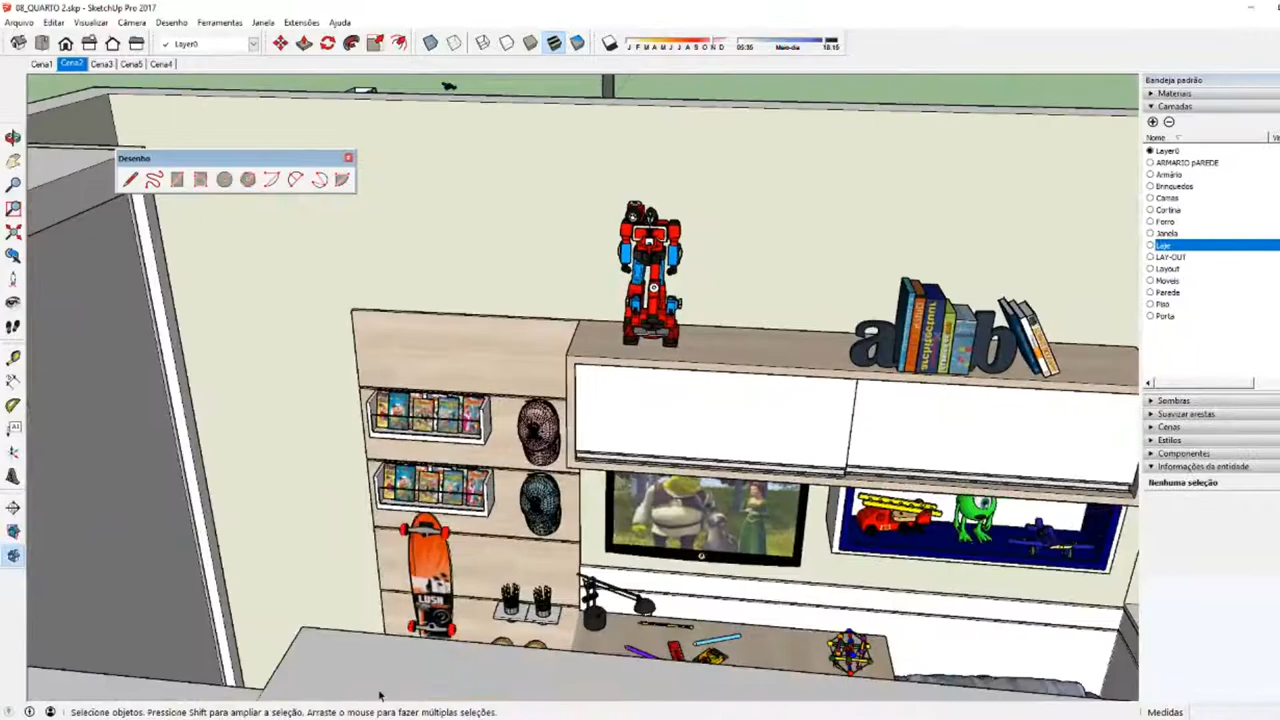 08_QUARTO 2.skp - SketchUp Pro 2017
Arquivo Editar Visualizar Câmera Desenho Ferramentas Janela Extensões Ajuda
Layer0
J F M A M J J A S O N D
05:35 Meio-dia 18:15
Cena1 Cena2 Cena3 Cena5 Cena4
Bandeja padrão
Materiais
Camadas
Nome
Layer0
ARMARIO pAREDE
Armário
Brinquedos
Camas
Cortina
Forro
Janela
Laje
LAY-OUT
Layout
Moveis
Parede
Piso
Porta
Sombras
Suavizar arestas
Cenas
Estilos
Componentes
Informações da entidade
Nenhuma seleção
Desenho
a
b
LUSH
Selecione objetos. Pressione Shift para ampliar a seleção. Arraste o mouse para fazer múltiplas seleções.
Medidas